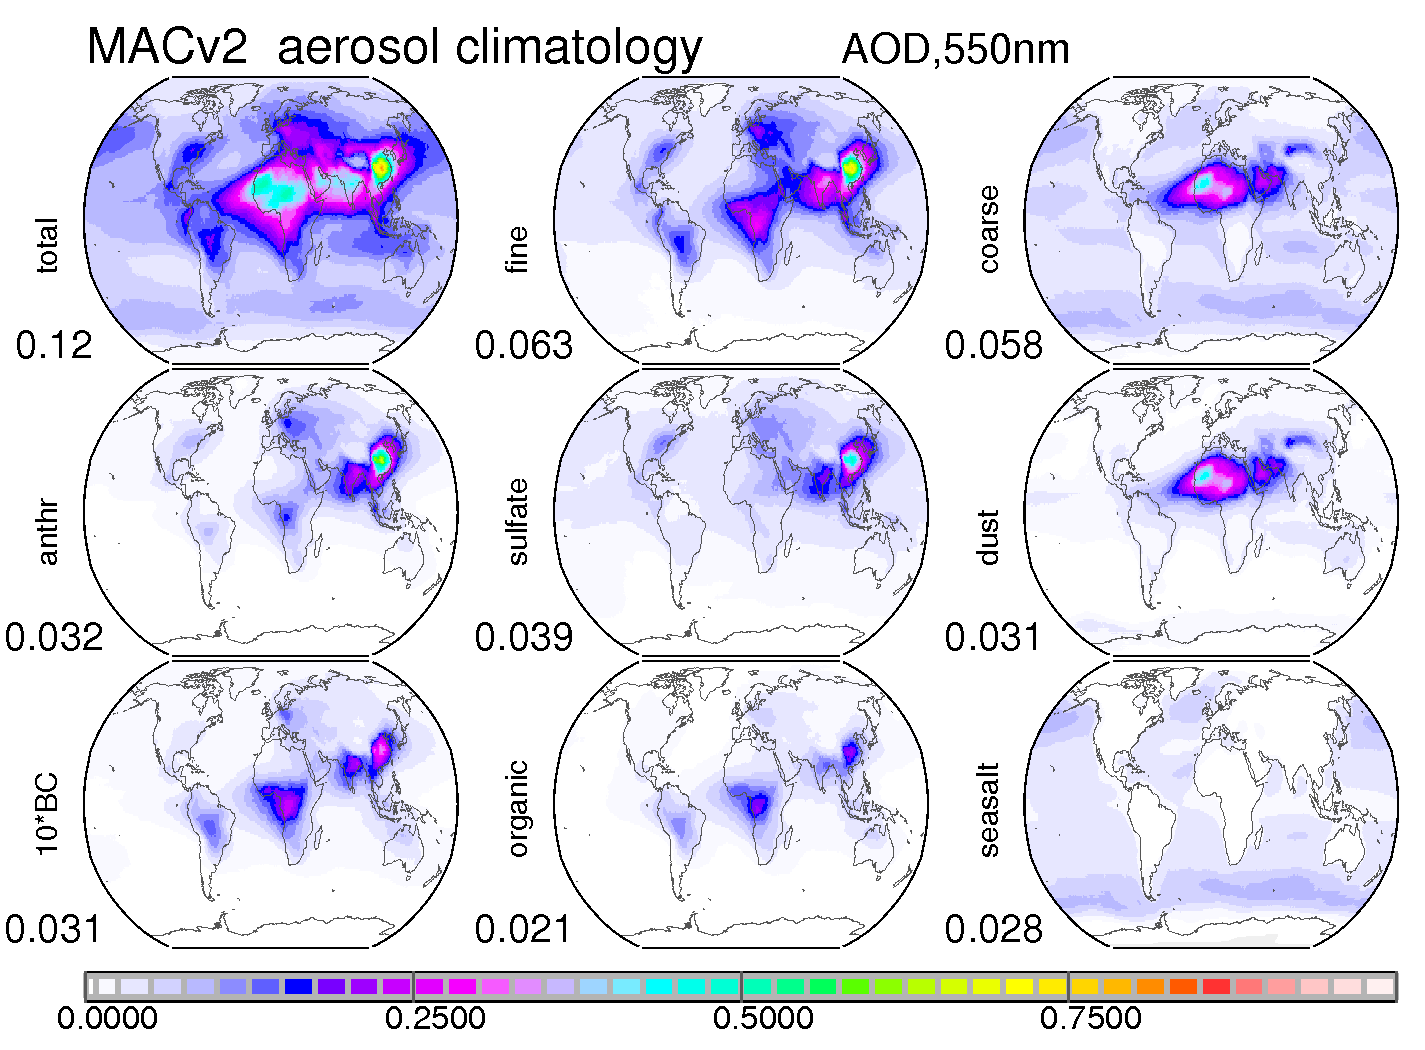 MACv2 aerosol climatology AOD,550nm
total fine coarse
0.12 0.063 0.058
anthr sulfate dust
0.032 0.039 0.031
10*BC organic seasalt
0.031 0.021 0.028
0.0000 0.2500 0.5000 0.7500